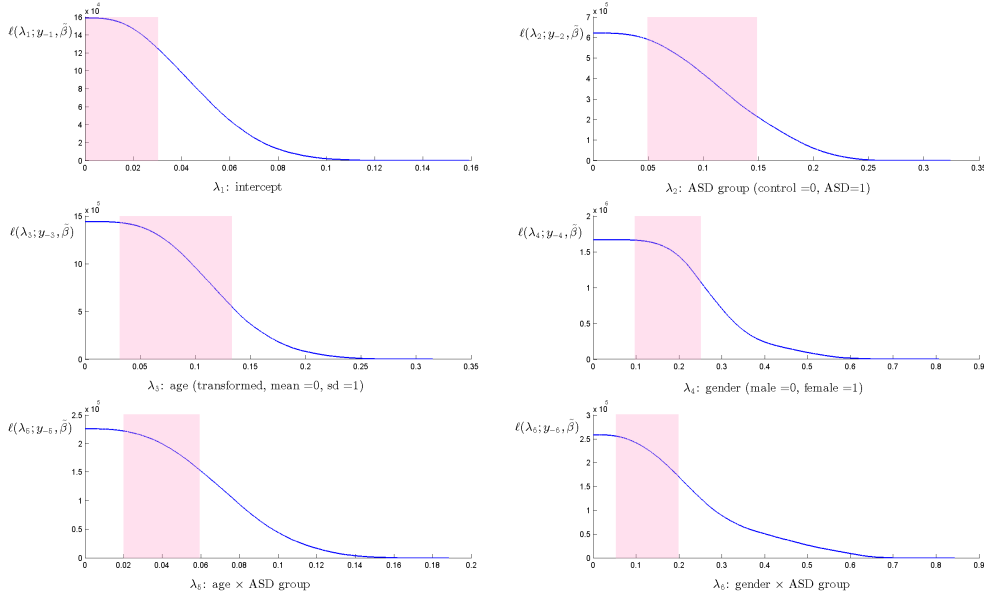 x 10 4
ℓ(λ1; y−1, β̃)
16
14
12
10
8
6
4
2
0
0 0.02 0.04 0.06 0.08 0.1 0.12 0.14 0.16
λ1: intercept
x 10 5
ℓ(λ2; y−2, β̃)
7
6
5
4
3
2
1
0
0 0.05 0.1 0.15 0.2 0.25 0.3 0.35
λ2: ASD group (control =0, ASD=1)
x 10 5
ℓ(λ3; y−3, β̃)
15
10
5
0
0 0.05 0.1 0.15 0.2 0.25 0.3 0.35
λ3: age (transformed, mean =0, sd =1)
x 10 6
ℓ(λ4; y−4, β̃)
2
1.5
1
0.5
0
0 0.1 0.2 0.3 0.4 0.5 0.6 0.7 0.8 0.9
λ4: gender (male =0, female =1)
x 10 5
ℓ(λ5; y−5, β̃)
2.5
2
1.5
1
0.5
0
0 0.02 0.04 0.06 0.08 0.1 0.12 0.14 0.16 0.18 0.2
λ5: age × ASD group
x 10 5
ℓ(λ6; y−6, β̃)
3
2.5
2
1.5
1
0.5
0
0 0.1 0.2 0.3 0.4 0.5 0.6 0.7 0.8 0.9
λ6: gender × ASD group